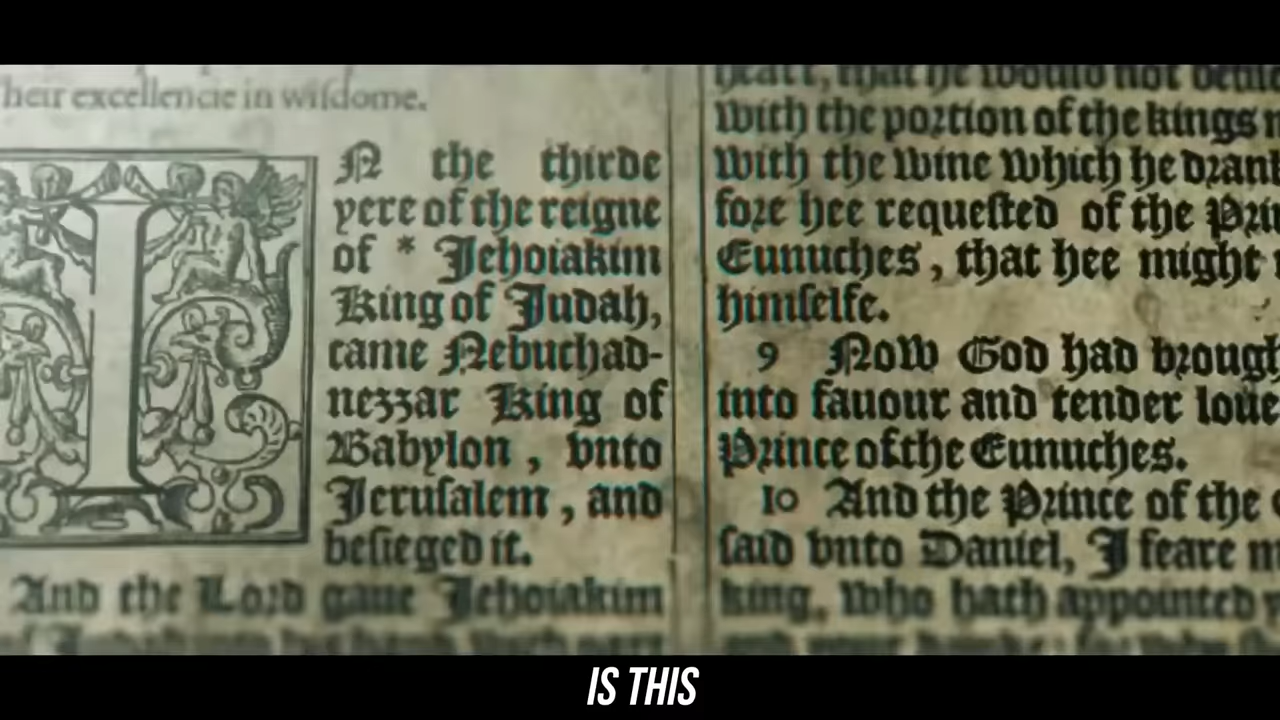 heir excellencie in wiſdome.
I
N the thirde
yere of the reigne
of * Jehoiakim
King of Judah,
came Nebuchad-
nezzar King of
Babylon , vnto
Jeruſalem , and
beſieged it.
And the Lord gaue Jehoiakim
heart, that he would not defile
with the portion of the kings
with the wine which he drank
fore hee requeſted of the Prin
Eunuches , that hee might
himſelfe.
9 Now God had brough
into fauour and tender loue
Prince of the Eunuches.
10 And the Prince of the
ſaid vnto Daniel, I feare
king, who hath appointed
IS THIS